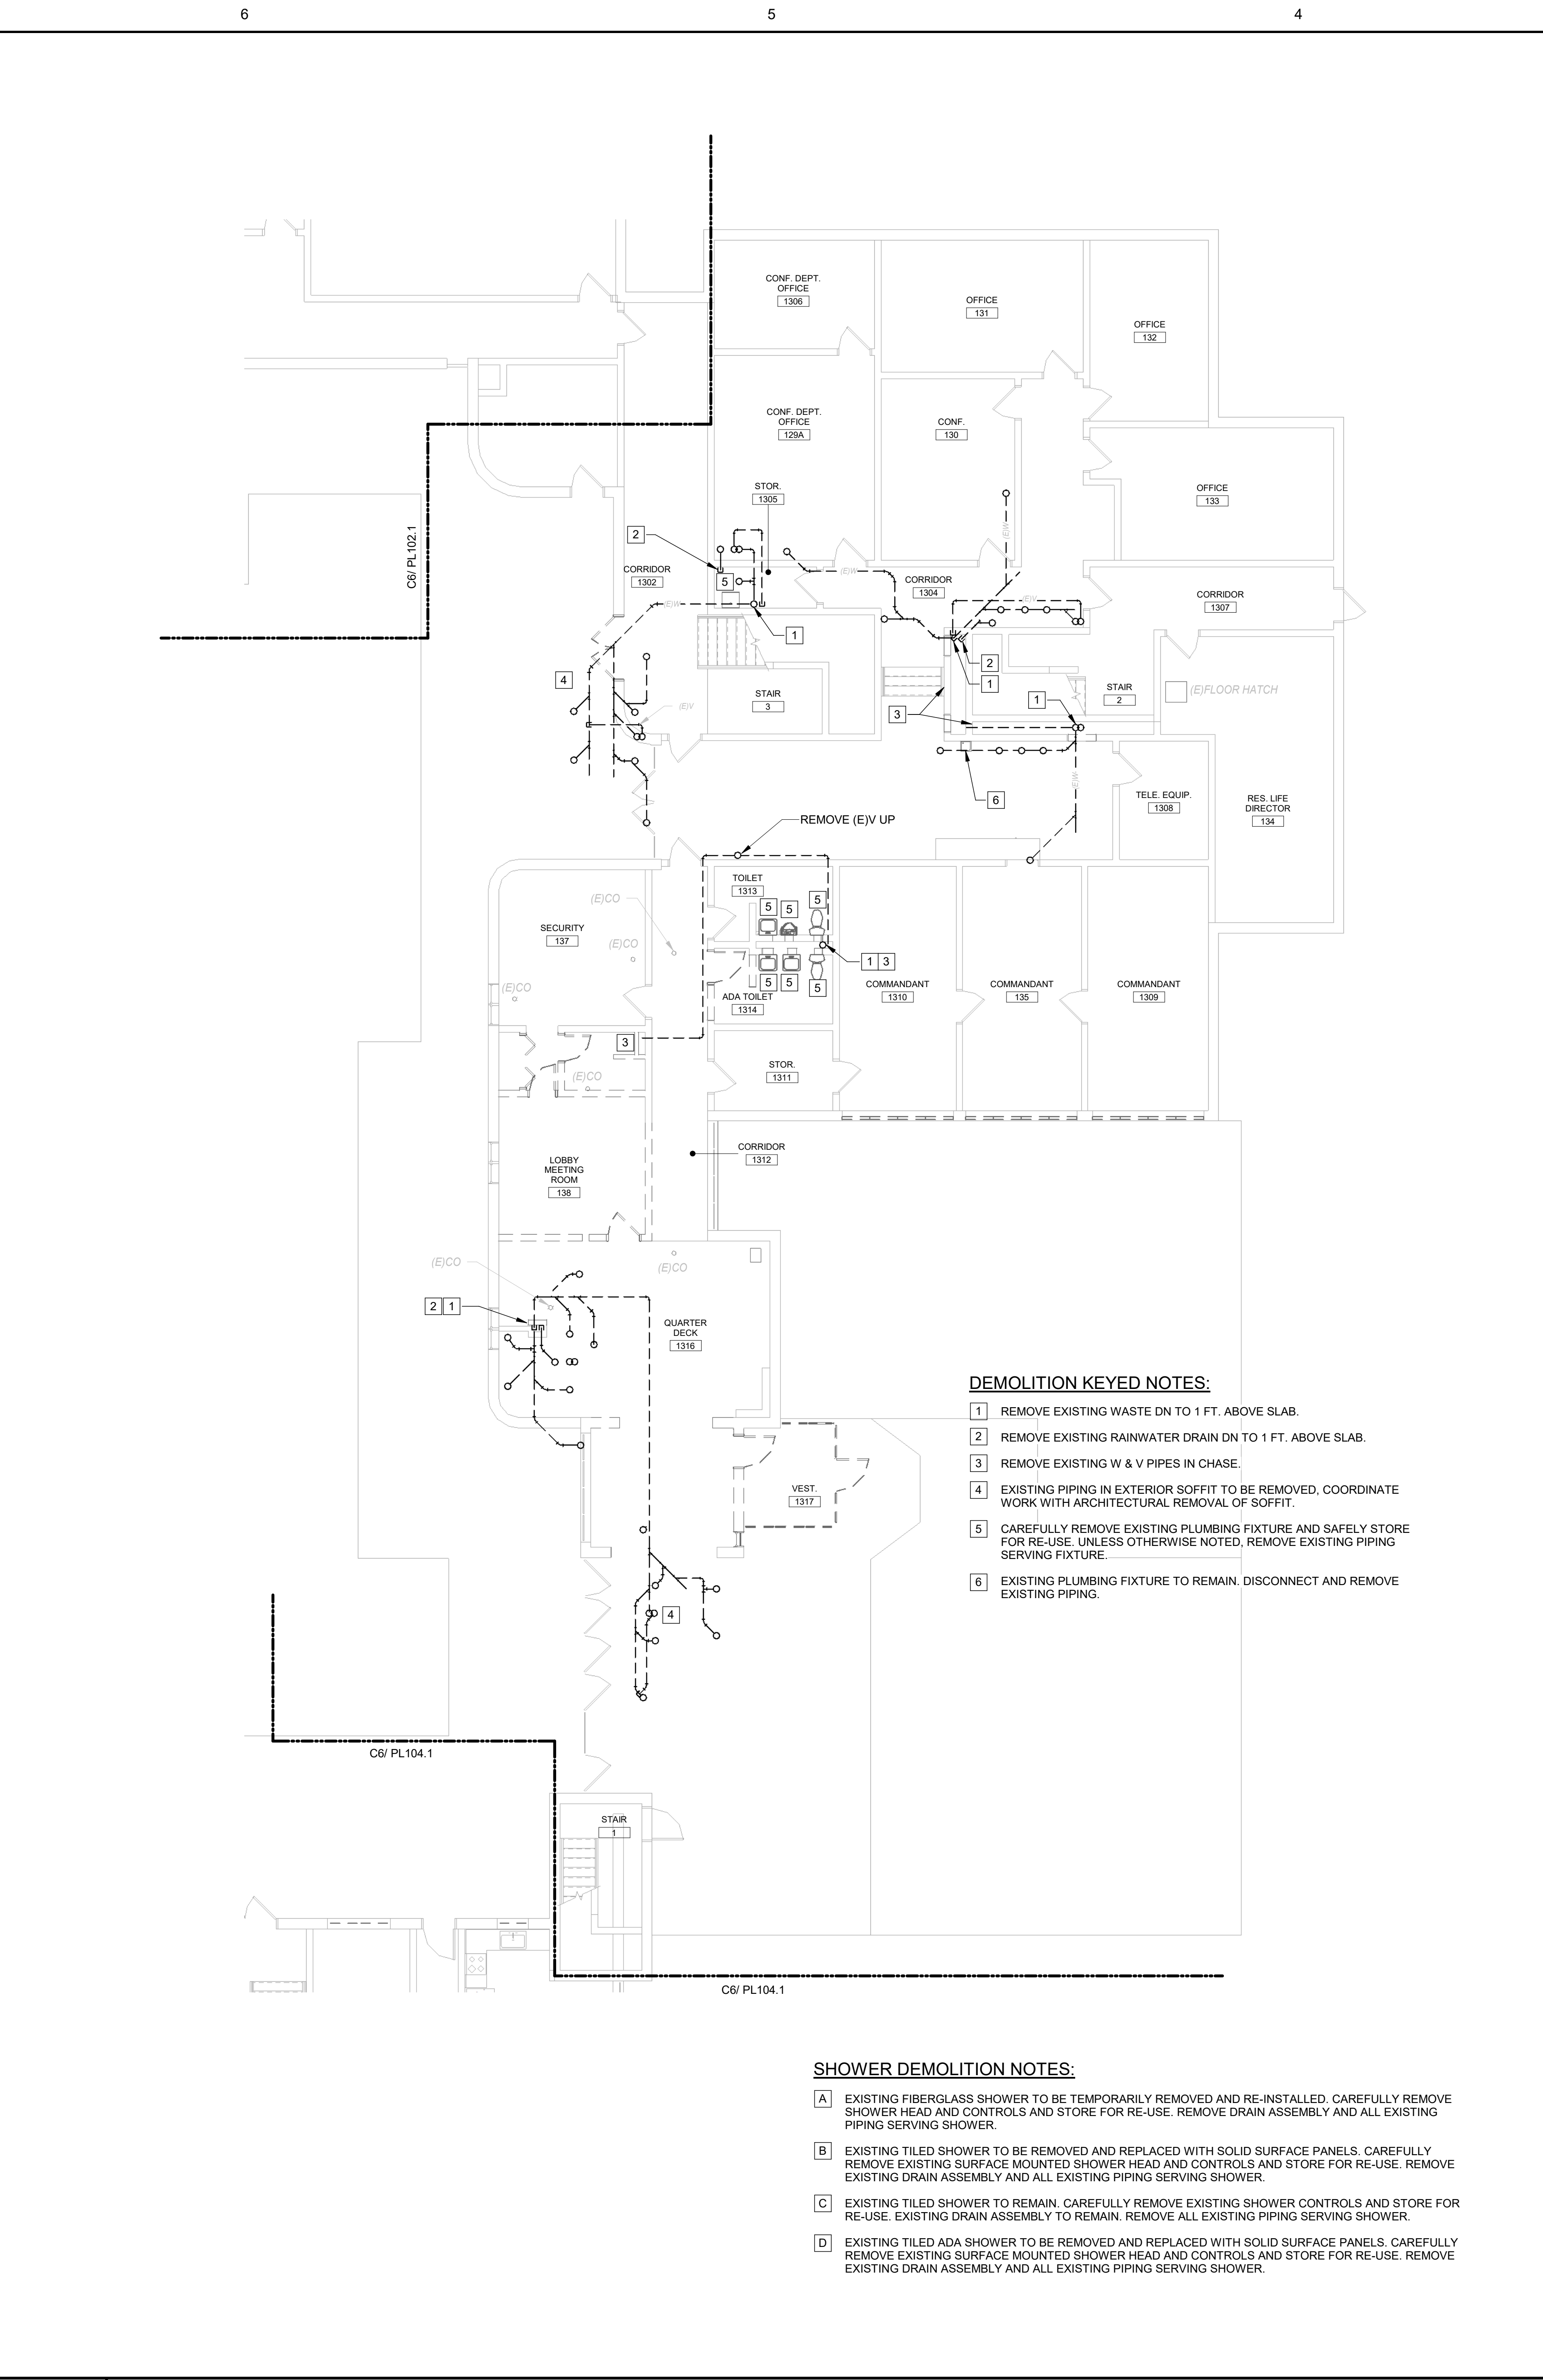 6
5
4
CONF. DEPT.
OFFICE
1306
OFFICE
131
OFFICE
132
CONF. DEPT.
OFFICE
129A
CONF.
130
STOR.
1305
OFFICE
133
C6/ PL102.1
2
(E)W
5
CORRIDOR
1302
(E)W
CORRIDOR
1304
(E)V
CORRIDOR
1307
(E)W
1
2
1
4
STAIR
3
(E)V
3
1
STAIR
2
(E)FLOOR HATCH
(E)W
6
TELE. EQUIP.
1308
RES. LIFE
DIRECTOR
134
REMOVE (E)V UP
TOILET
1313
(E)CO
5
5
5
SECURITY
137
(E)CO
1
3
5
5
5
(E)CO
ADA TOILET
1314
COMMANDANT
1310
COMMANDANT
135
COMMANDANT
1309
3
STOR.
1311
(E)CO
CORRIDOR
1312
LOBBY
MEETING
ROOM
138
(E)CO
(E)CO
2
1
QUARTER
DECK
1316
DEMOLITION KEYED NOTES:
1 REMOVE EXISTING WASTE DN TO 1 FT. ABOVE SLAB.
2 REMOVE EXISTING RAINWATER DRAIN DN TO 1 FT. ABOVE SLAB.
3 REMOVE EXISTING W & V PIPES IN CHASE.
4 EXISTING PIPING IN EXTERIOR SOFFIT TO BE REMOVED, COORDINATE
WORK WITH ARCHITECTURAL REMOVAL OF SOFFIT.
5 CAREFULLY REMOVE EXISTING PLUMBING FIXTURE AND SAFELY STORE
FOR RE-USE. UNLESS OTHERWISE NOTED, REMOVE EXISTING PIPING
SERVING FIXTURE.
6 EXISTING PLUMBING FIXTURE TO REMAIN. DISCONNECT AND REMOVE
EXISTING PIPING.
VEST.
1317
4
C6/ PL104.1
STAIR
1
C6/ PL104.1
SHOWER DEMOLITION NOTES:
A EXISTING FIBERGLASS SHOWER TO BE TEMPORARILY REMOVED AND RE-INSTALLED. CAREFULLY REMOVE
SHOWER HEAD AND CONTROLS AND STORE FOR RE-USE. REMOVE DRAIN ASSEMBLY AND ALL EXISTING
PIPING SERVING SHOWER.
B EXISTING TILED SHOWER TO BE REMOVED AND REPLACED WITH SOLID SURFACE PANELS. CAREFULLY
REMOVE EXISTING SURFACE MOUNTED SHOWER HEAD AND CONTROLS AND STORE FOR RE-USE. REMOVE
EXISTING DRAIN ASSEMBLY AND ALL EXISTING PIPING SERVING SHOWER.
C EXISTING TILED SHOWER TO REMAIN. CAREFULLY REMOVE EXISTING SHOWER CONTROLS AND STORE FOR
RE-USE. EXISTING DRAIN ASSEMBLY TO REMAIN. REMOVE ALL EXISTING PIPING SERVING SHOWER.
D EXISTING TILED ADA SHOWER TO BE REMOVED AND REPLACED WITH SOLID SURFACE PANELS. CAREFULLY
REMOVE EXISTING SURFACE MOUNTED SHOWER HEAD AND CONTROLS AND STORE FOR RE-USE. REMOVE
EXISTING DRAIN ASSEMBLY AND ALL EXISTING PIPING SERVING SHOWER.